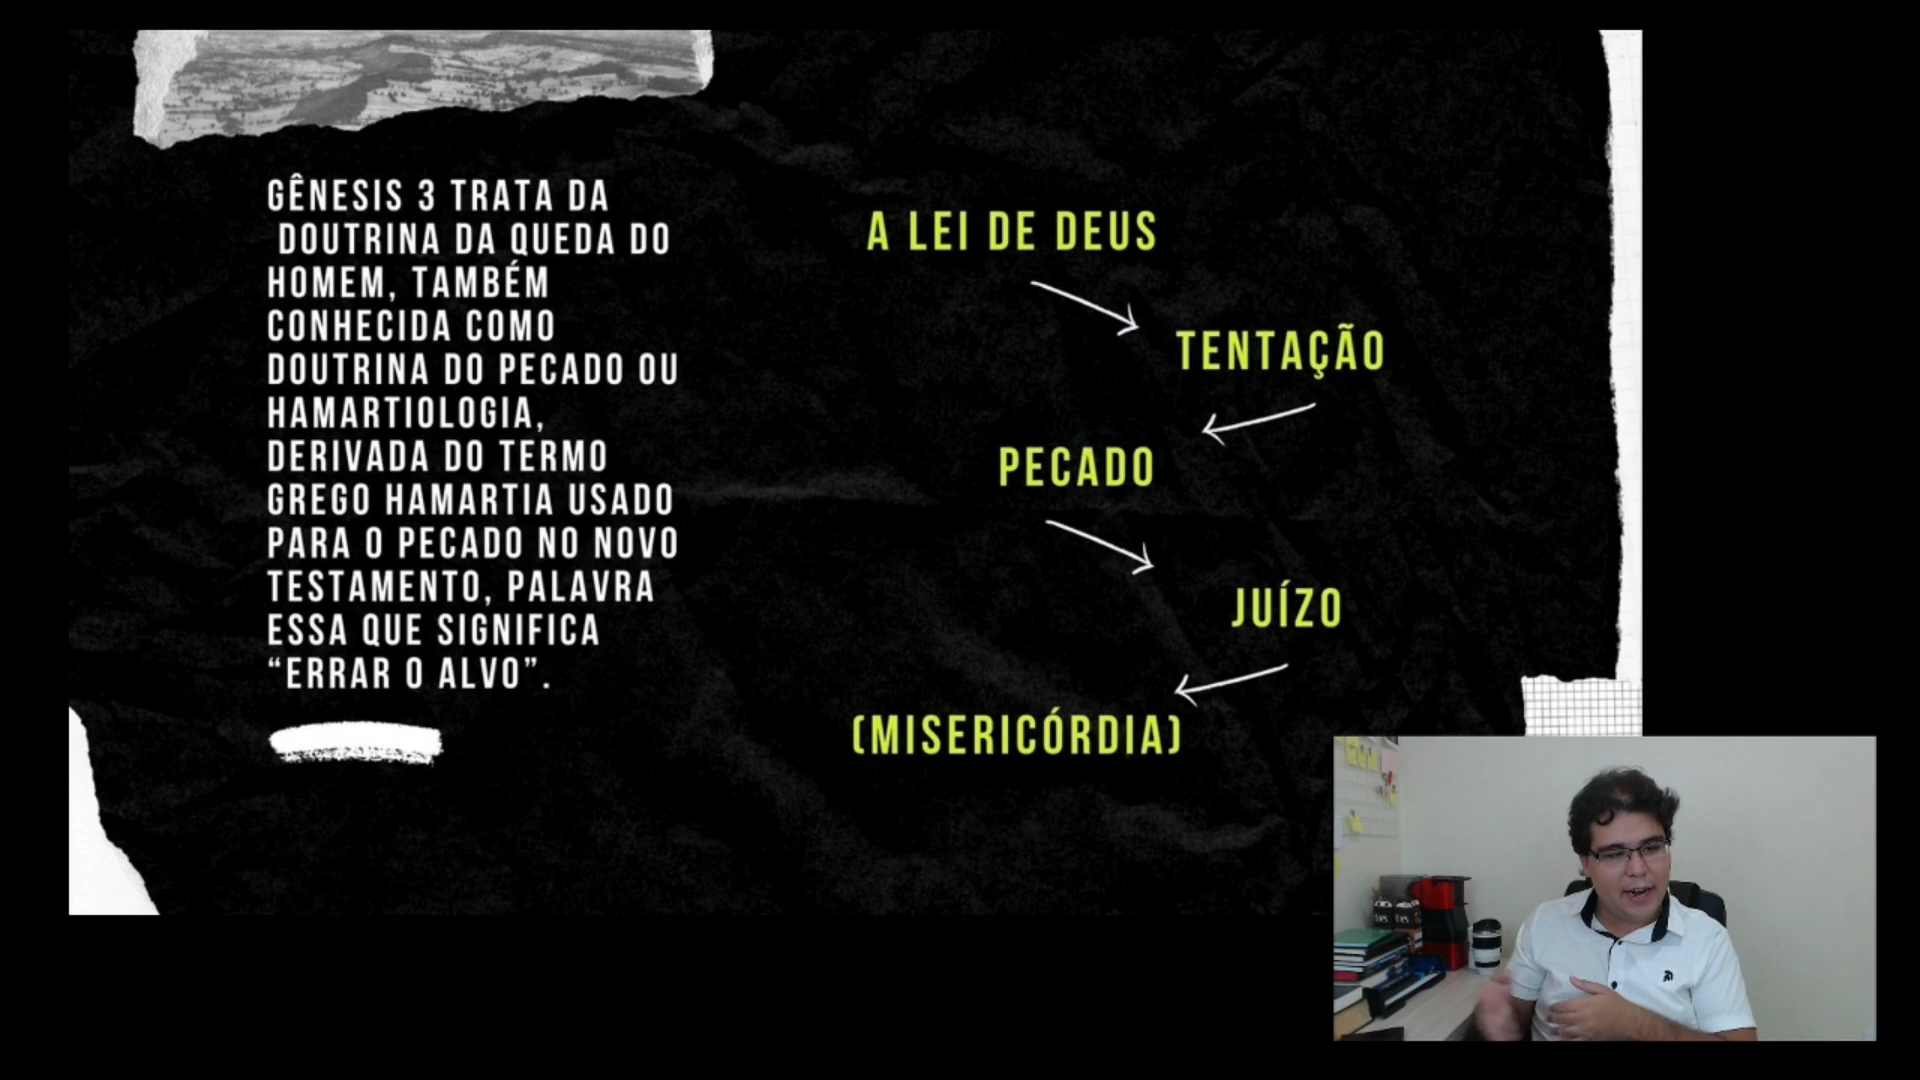 GÊNESIS 3 TRATA DA
DOUTRINA DA QUEDA DO
HOMEM, TAMBÉM
CONHECIDA COMO
DOUTRINA DO PECADO OU
HAMARTIOLOGIA,
DERIVADA DO TERMO
GREGO HAMARTIA USADO
PARA O PECADO NO NOVO
TESTAMENTO, PALAVRA
ESSA QUE SIGNIFICA
“ERRAR O ALVO”.
A LEI DE DEUS
TENTAÇÃO
PECADO
JUÍZO
(MISERICÓRDIA)